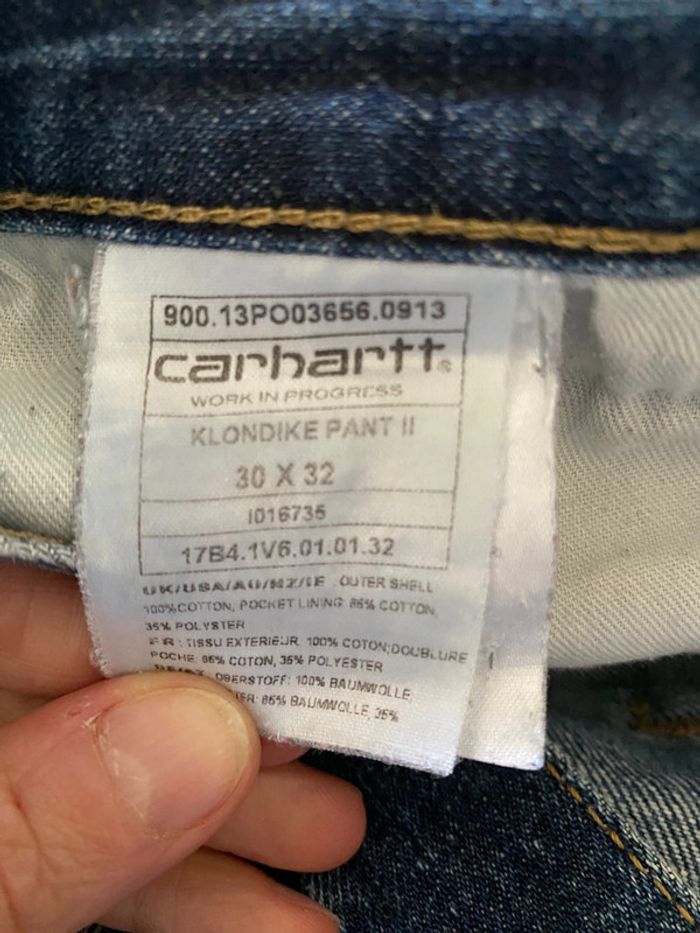 900.13PO03656.0913
carhartt®
WORK IN PROGRESS
KLONDIKE PANT II
30 X 32
I016735
17B4.1V6.01.01.32
UK/USA/AU/NZ/IE OUTER SHELL
100%COTTON, POCKET LINING 65% COTTON,
35% POLYSTER
FR: TISSU EXTERIEUR 100% COTON;DOUBLURE
POCHE 65% COTON, 35% POLYESTER
OBERSTOFF: 100% BAUMWOLLE,
65% BAUMWOLLE, 35%